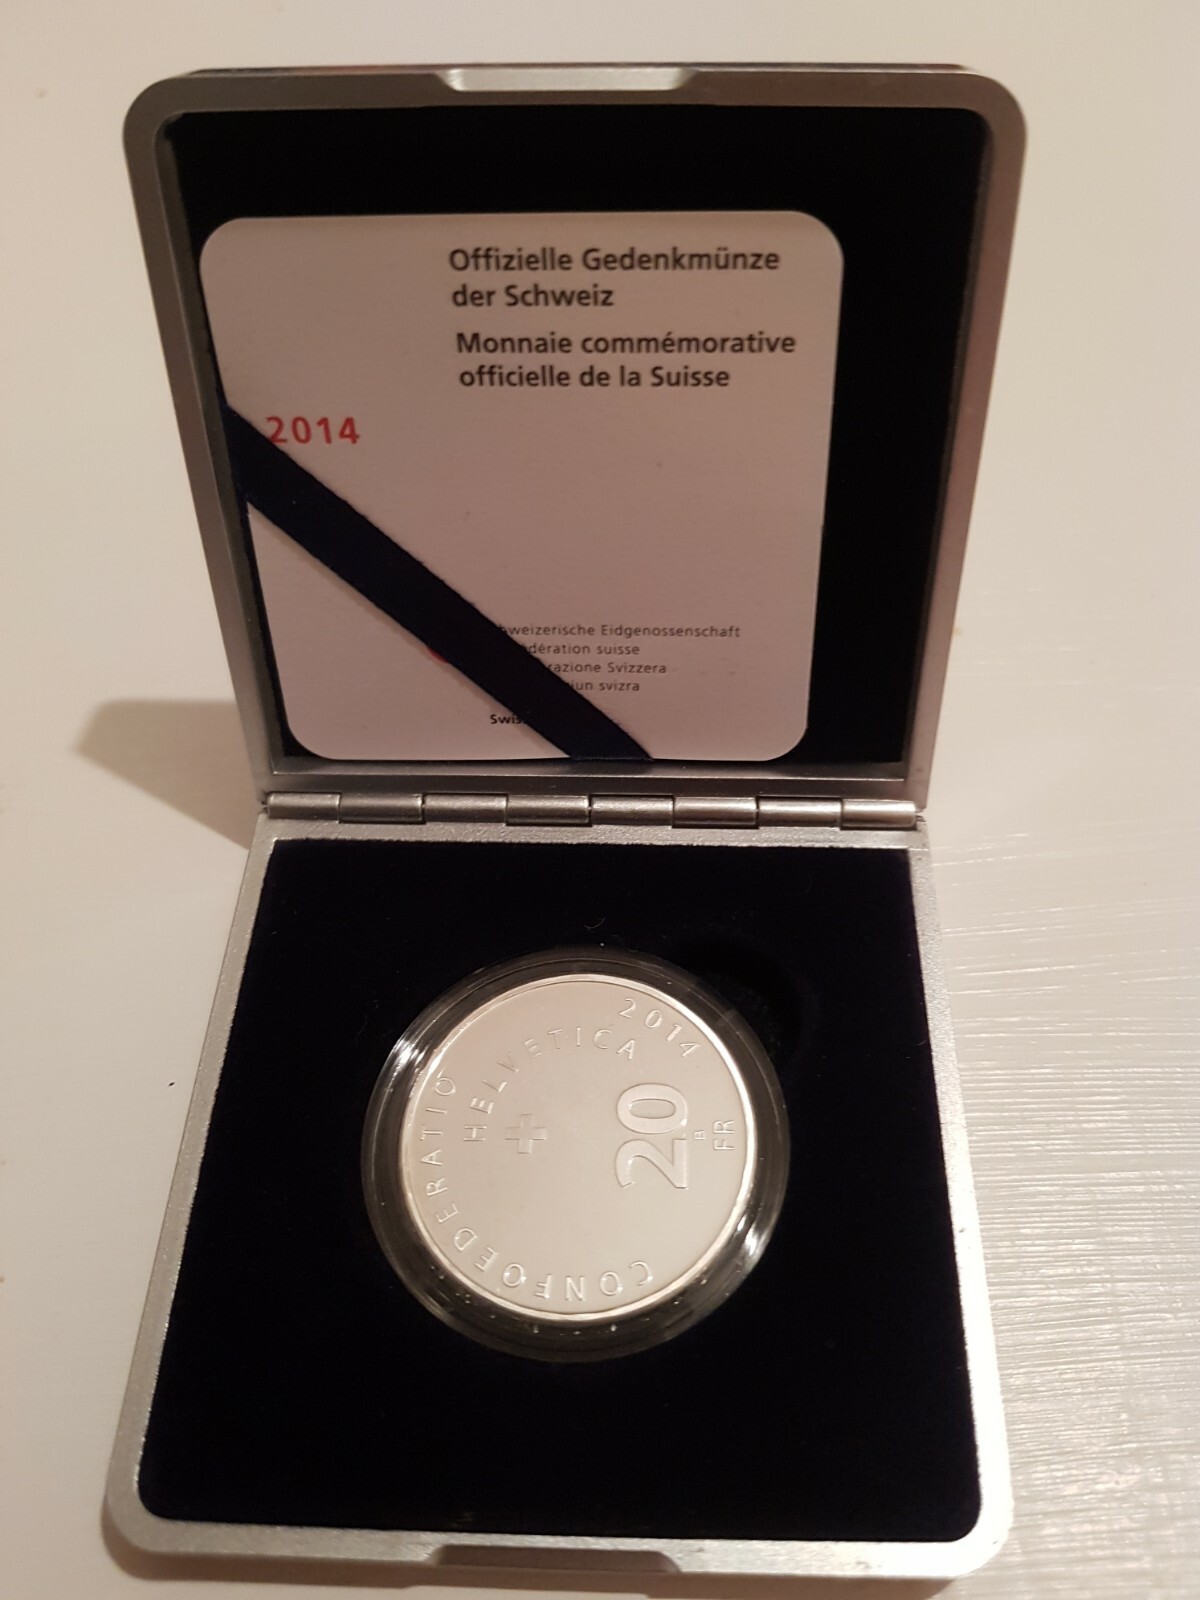 Offizielle Gedenkmünze
der Schweiz
Monnaie commémorative
officielle de la Suisse
2014
Eidgenossenschaft
suisse
Svizzera
svizra
2014
CONFOEDERATIO
HELVETICA
20
B
FR